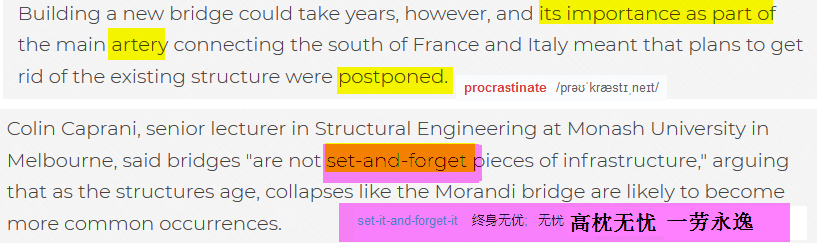 Building a new bridge could take years, however, and its importance as part of
the main artery connecting the south of France and Italy meant that plans to get
rid of the existing structure were postponed. procrastinate /prəʊˈkræstɪˌneɪt/
Colin Caprani, senior lecturer in Structural Engineering at Monash University in
Melbourne, said bridges "are not set-and-forget pieces of infrastructure," arguing
that as the structures age, collapses like the Morandi bridge are likely to become
more common occurrences. set-it-and-forget-it 终身无优; 无忧 高枕无忧 一劳永逸